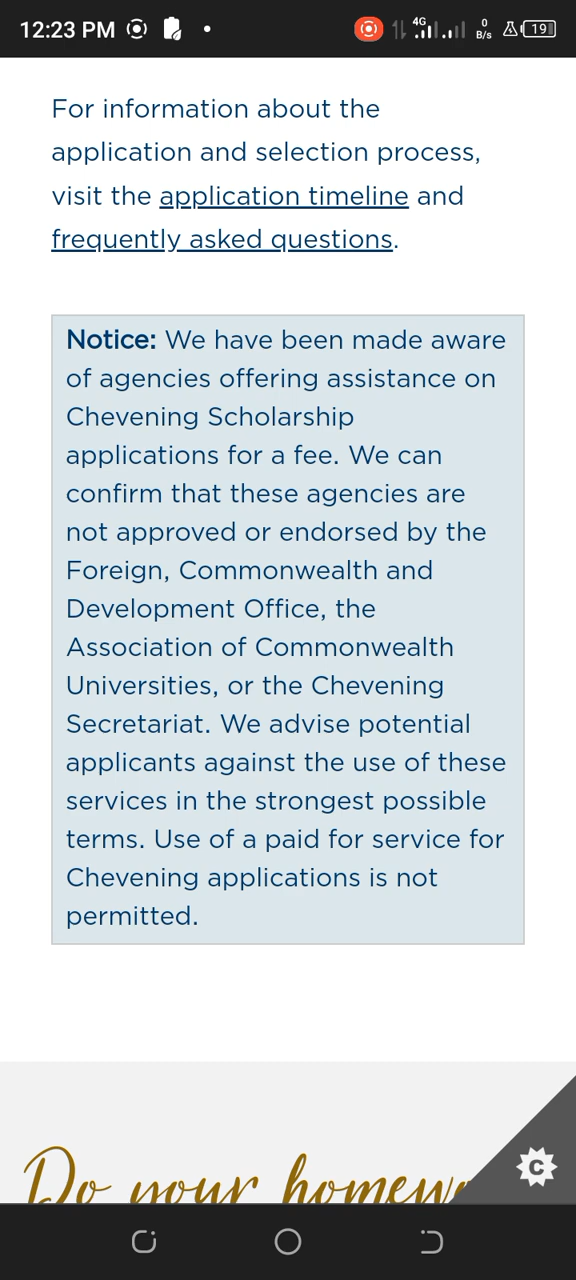 12:23 PM 4G 0 B/s 19
For information about the
application and selection process,
visit the application timeline and
frequently asked questions.
Notice: We have been made aware
of agencies offering assistance on
Chevening Scholarship
applications for a fee. We can
confirm that these agencies are
not approved or endorsed by the
Foreign, Commonwealth and
Development Office, the
Association of Commonwealth
Universities, or the Chevening
Secretariat. We advise potential
applicants against the use of these
services in the strongest possible
terms. Use of a paid for service for
Chevening applications is not
permitted.
Do your
C